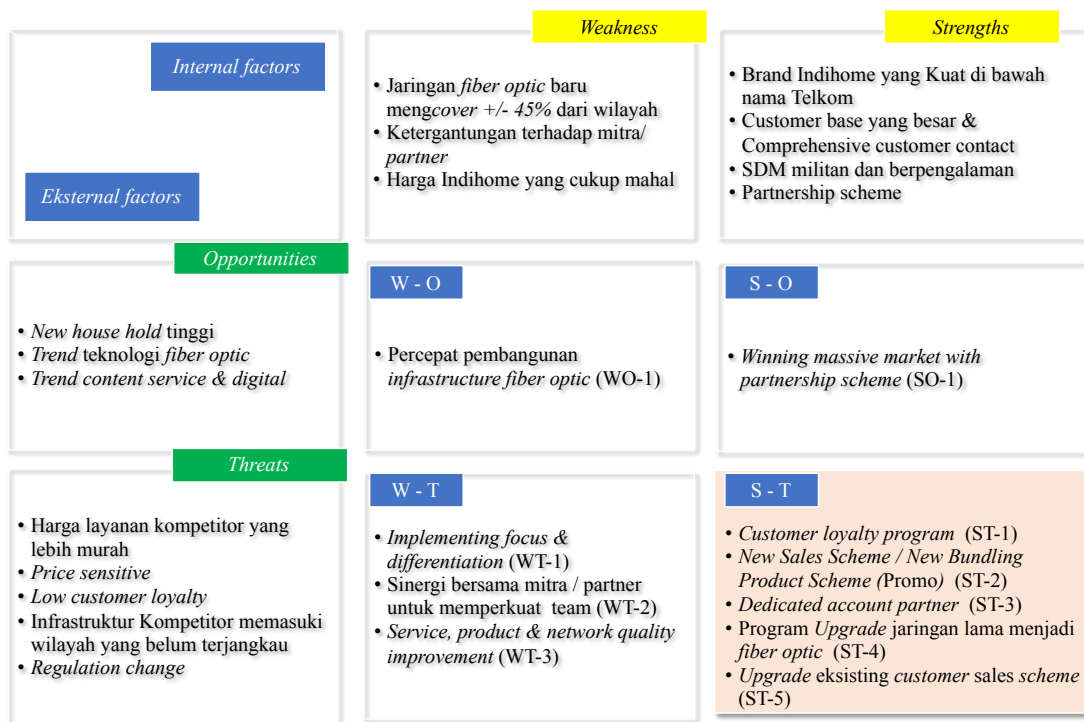 Internal factors
Eksternal factors
Weakness
• Jaringan fiber optic baru
mengcover +/- 45% dari wilayah
• Ketergantungan terhadap mitra/
partner
• Harga Indihome yang cukup mahal
Strengths
• Brand Indihome yang Kuat di bawah
nama Telkom
• Customer base yang besar &
Comprehensive customer contact
• SDM militan dan berpengalaman
• Partnership scheme
Opportunities
• New house hold tinggi
• Trend teknologi fiber optic
• Trend content service & digital
W - O
• Percepat pembangunan
infrastructure fiber optic (WO-1)
S - O
• Winning massive market with
partnership scheme (SO-1)
Threats
• Harga layanan kompetitor yang
lebih murah
• Price sensitive
• Low customer loyalty
• Infrastruktur Kompetitor memasuki
wilayah yang belum terjangkau
• Regulation change
W - T
• Implementing focus &
differentiation (WT-1)
• Sinergi bersama mitra / partner
untuk memperkuat team (WT-2)
• Service, product & network quality
improvement (WT-3)
S - T
• Customer loyalty program (ST-1)
• New Sales Scheme / New Bundling
Product Scheme (Promo) (ST-2)
• Dedicated account partner (ST-3)
• Program Upgrade jaringan lama menjadi
fiber optic (ST-4)
• Upgrade eksisting customer sales scheme
(ST-5)